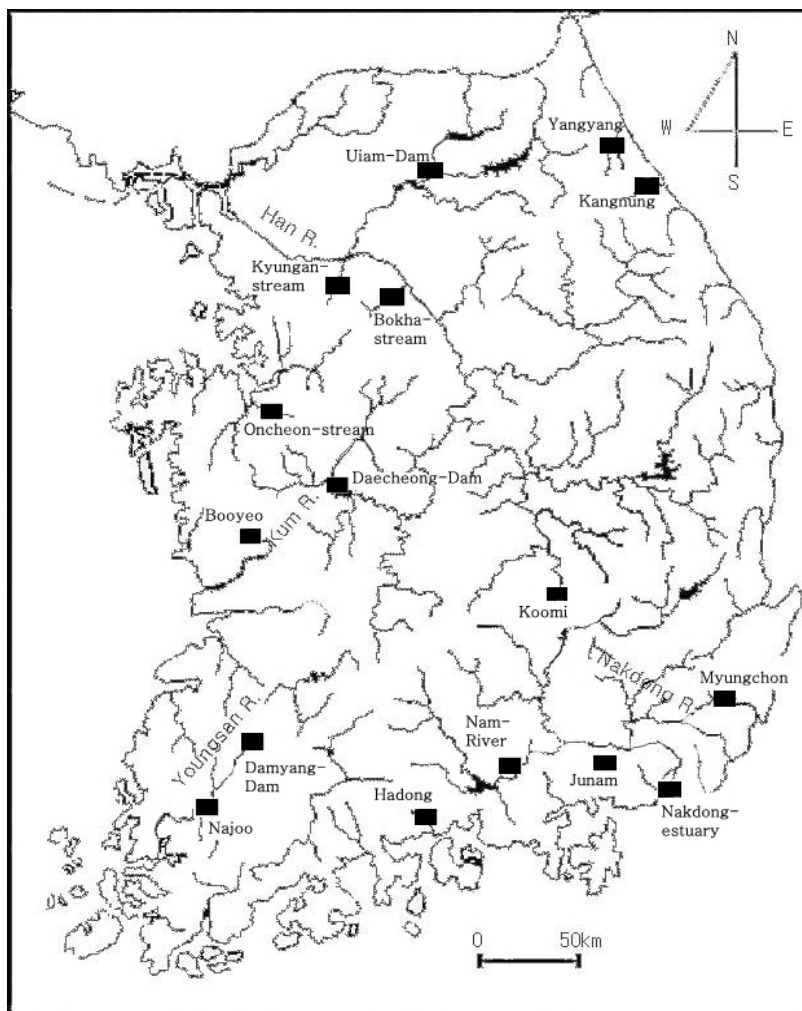 N
Yangyang
W
E
Uiam-Dam
S
Kangnung
Han R.
Kyungan-
stream
Bokha-
stream
Oncheon-stream
Daecheong-Dam
Kum R.
Booyeo
Koomi
Nakdong R.
Myungchon
Youngsan R.
Nam-
River
Damyang-
Dam
Junam
Hadong
Najoo
Nakdong-
estuary
0 50km